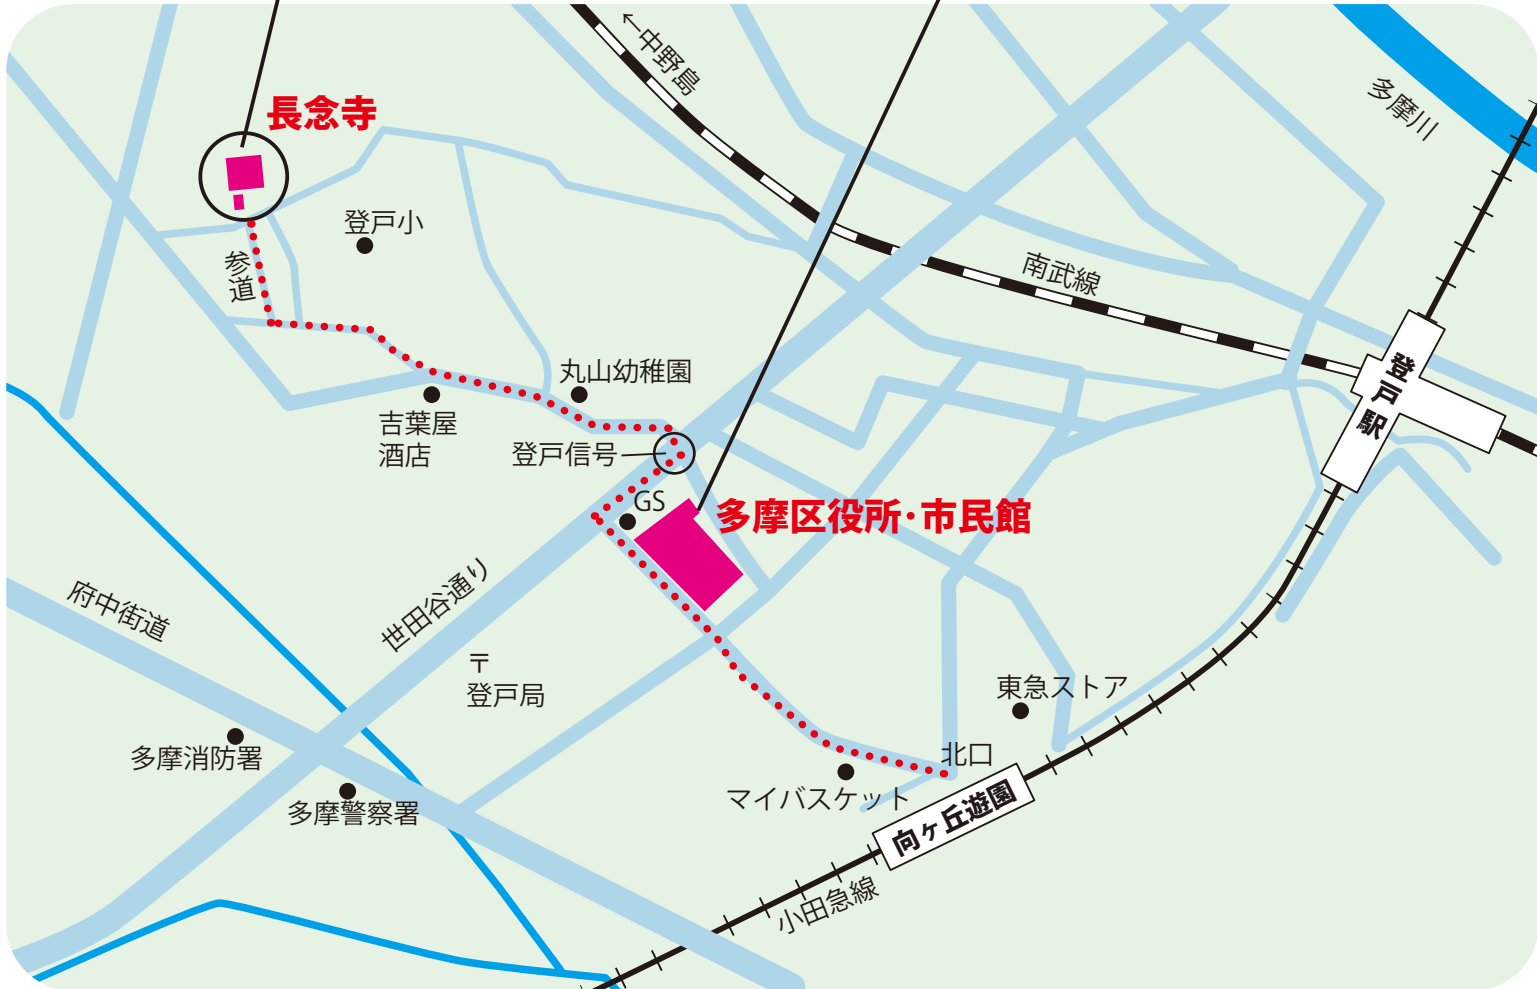 ←中野島
多摩川
長念寺
登戸小
参道
南武線
登戸駅
丸山幼稚園
吉葉屋
酒店
登戸信号
GS
多摩区役所・市民館
世田谷通り
府中街道
〒
登戸局
東急ストア
多摩消防署
北口
多摩警察署
マイバスケット
向ヶ丘遊園
小田急線